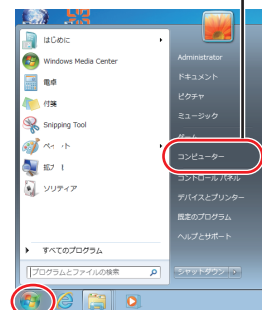 はじめに
Windows Media Center
電卓
付箋
Snipping Tool
ソリティア
すべてのプログラム
プログラムとファイルの検索
Administrator
ドキュメント
ピクチャ
ミュージック
ゲーム
コンピューター
コントロール パネル
デバイスとプリンター
既定のプログラム
ヘルプとサポート
シャットダウン